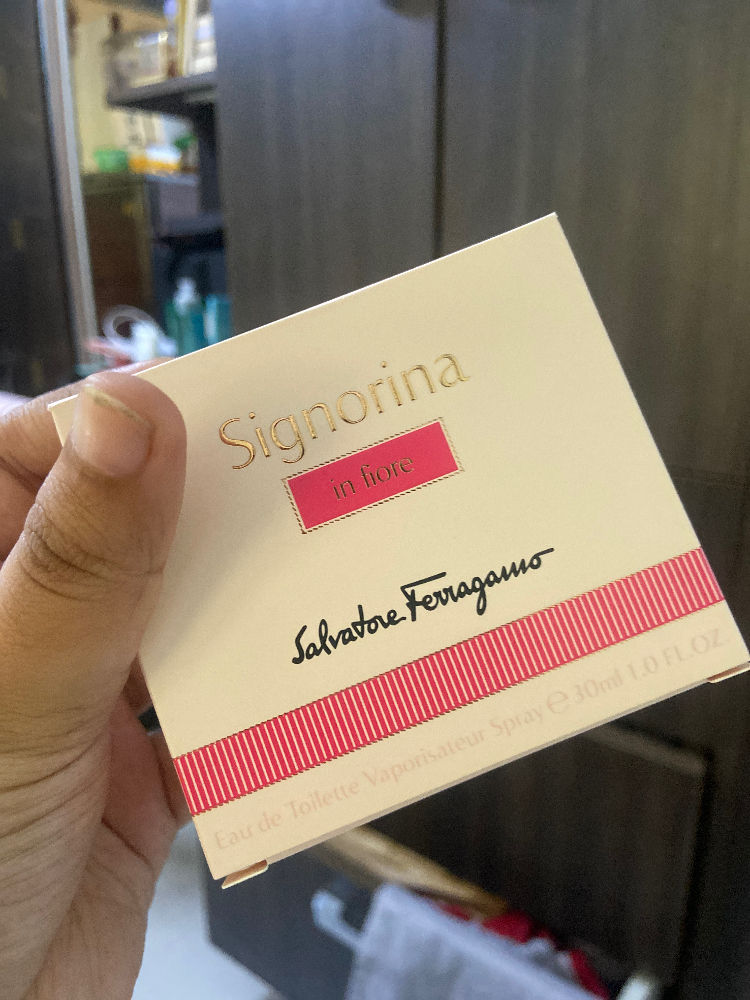 Signorina
in fiore
Salvatore Ferragamo
Eau de Toilette Vaporisateur Spray ℮ 30ml 1.0 FL.OZ.